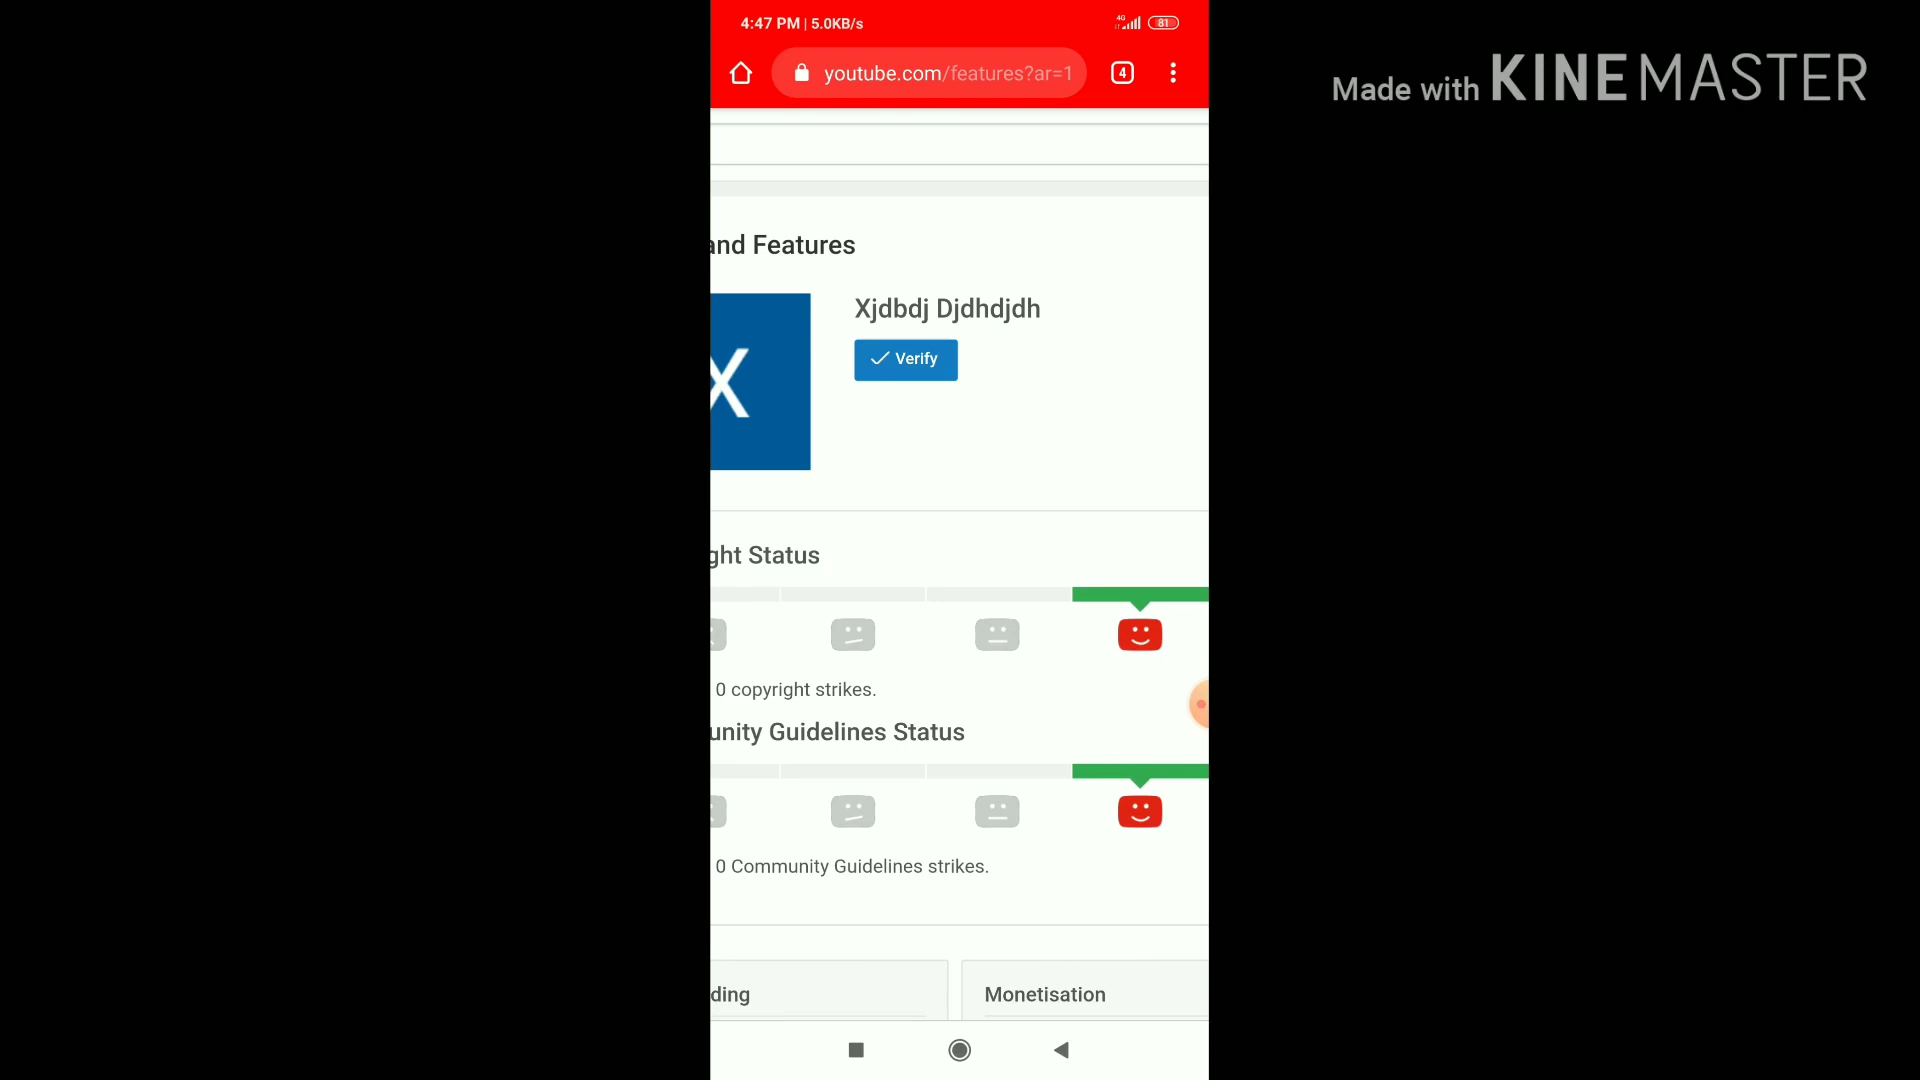 4:47 PM | 5.0KB/s
4G
81
youtube.com/features?ar=1
4
Made with KINEMASTER
and Features
X
Xjdbdj Djdhdjdh
Verify
ght Status
0 copyright strikes.
unity Guidelines Status
0 Community Guidelines strikes.
ding
Monetisation